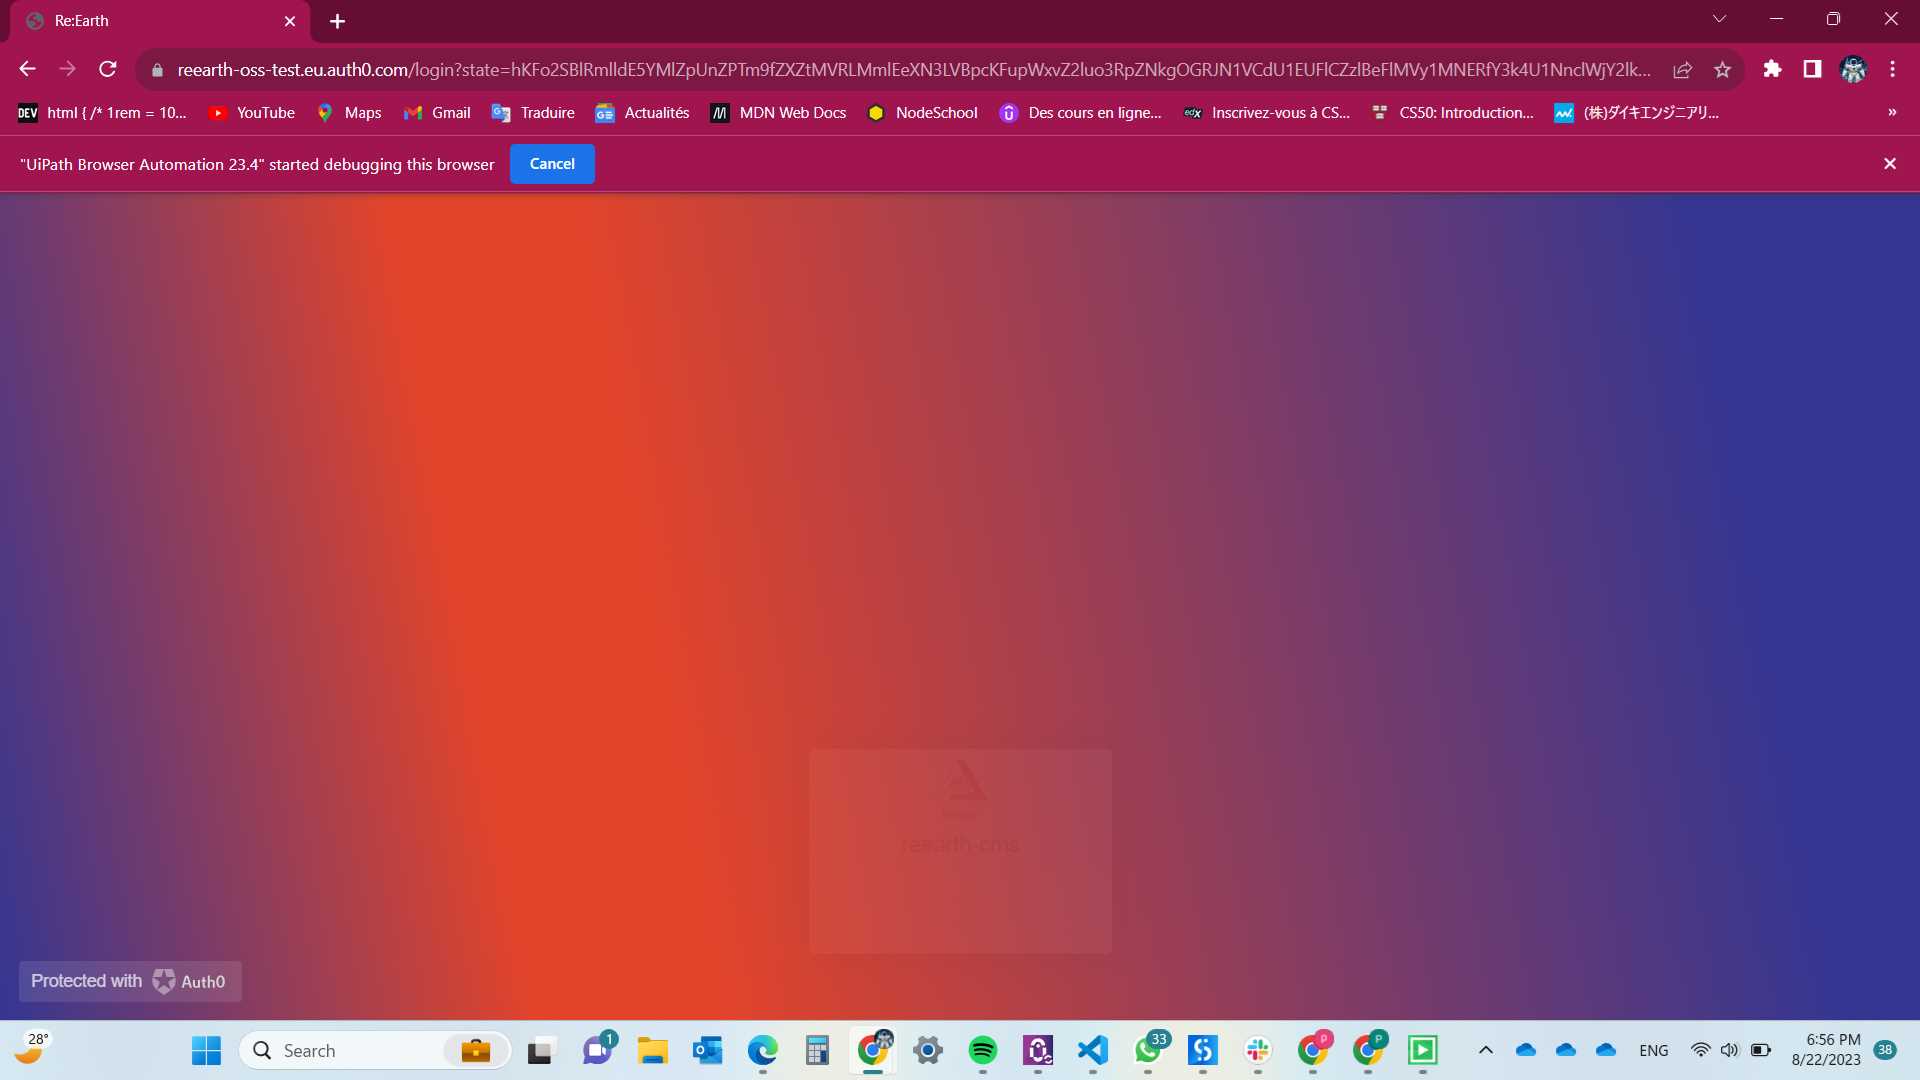 Re:Earth
reearth-oss-test.eu.auth0.com/login?state=hKFo2SBlRmlldE5YMlZpUnZPTm9fZXZtMVRLMmlEeXN3LVBpcKFupWxvZ2luo3RpZNkgOGRJN1VCdU1EUFlCZzlBeFlMVy1MNERfY3k4U1NnclWjY2lk...
DEV html { /* 1rem = 10... YouTube Maps Gmail Traduire Actualités MDN Web Docs NodeSchool Des cours en ligne... edX Inscrivez-vous à CS... CS50: Introduction... (株)ダイキエンジニアリ... »
"UiPath Browser Automation 23.4" started debugging this browser Cancel
reearth-cms
Protected with Auth0
28°
Search
1
33
P
P
ENG
6:56 PM
8/22/2023
38